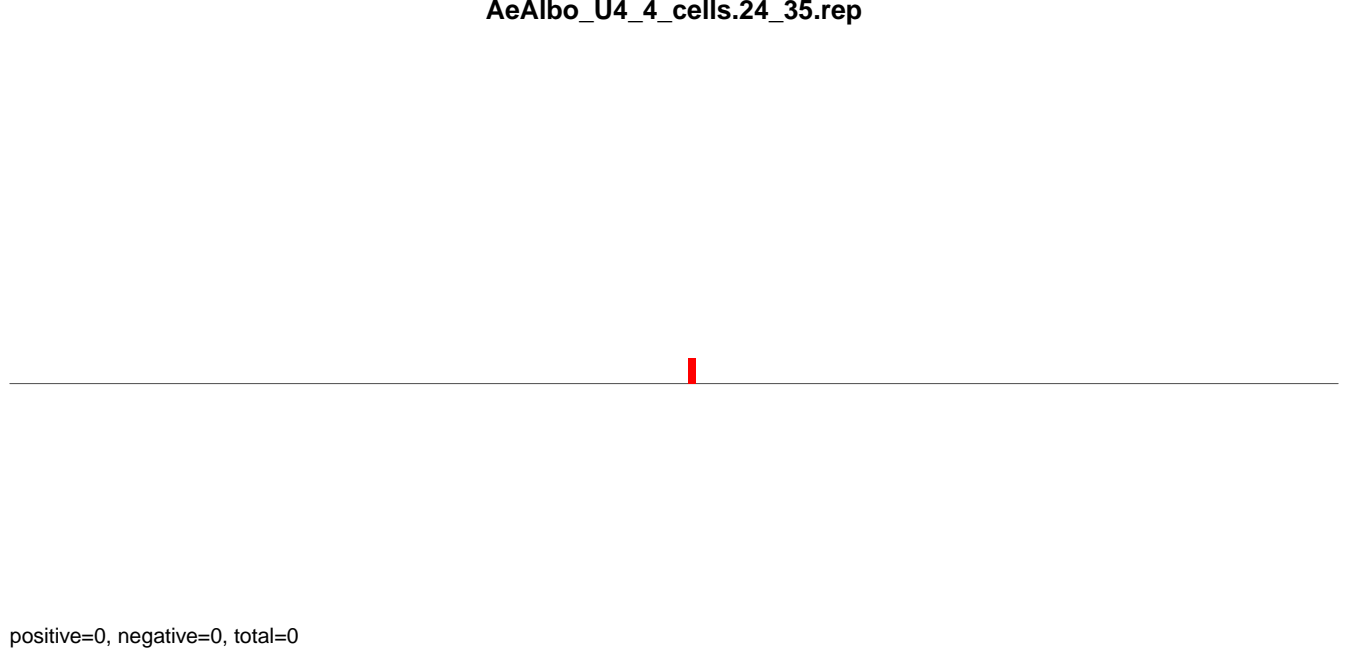 AeAlbo_U4_4_cells.24_35.rep
positive=0, negative=0, total=0